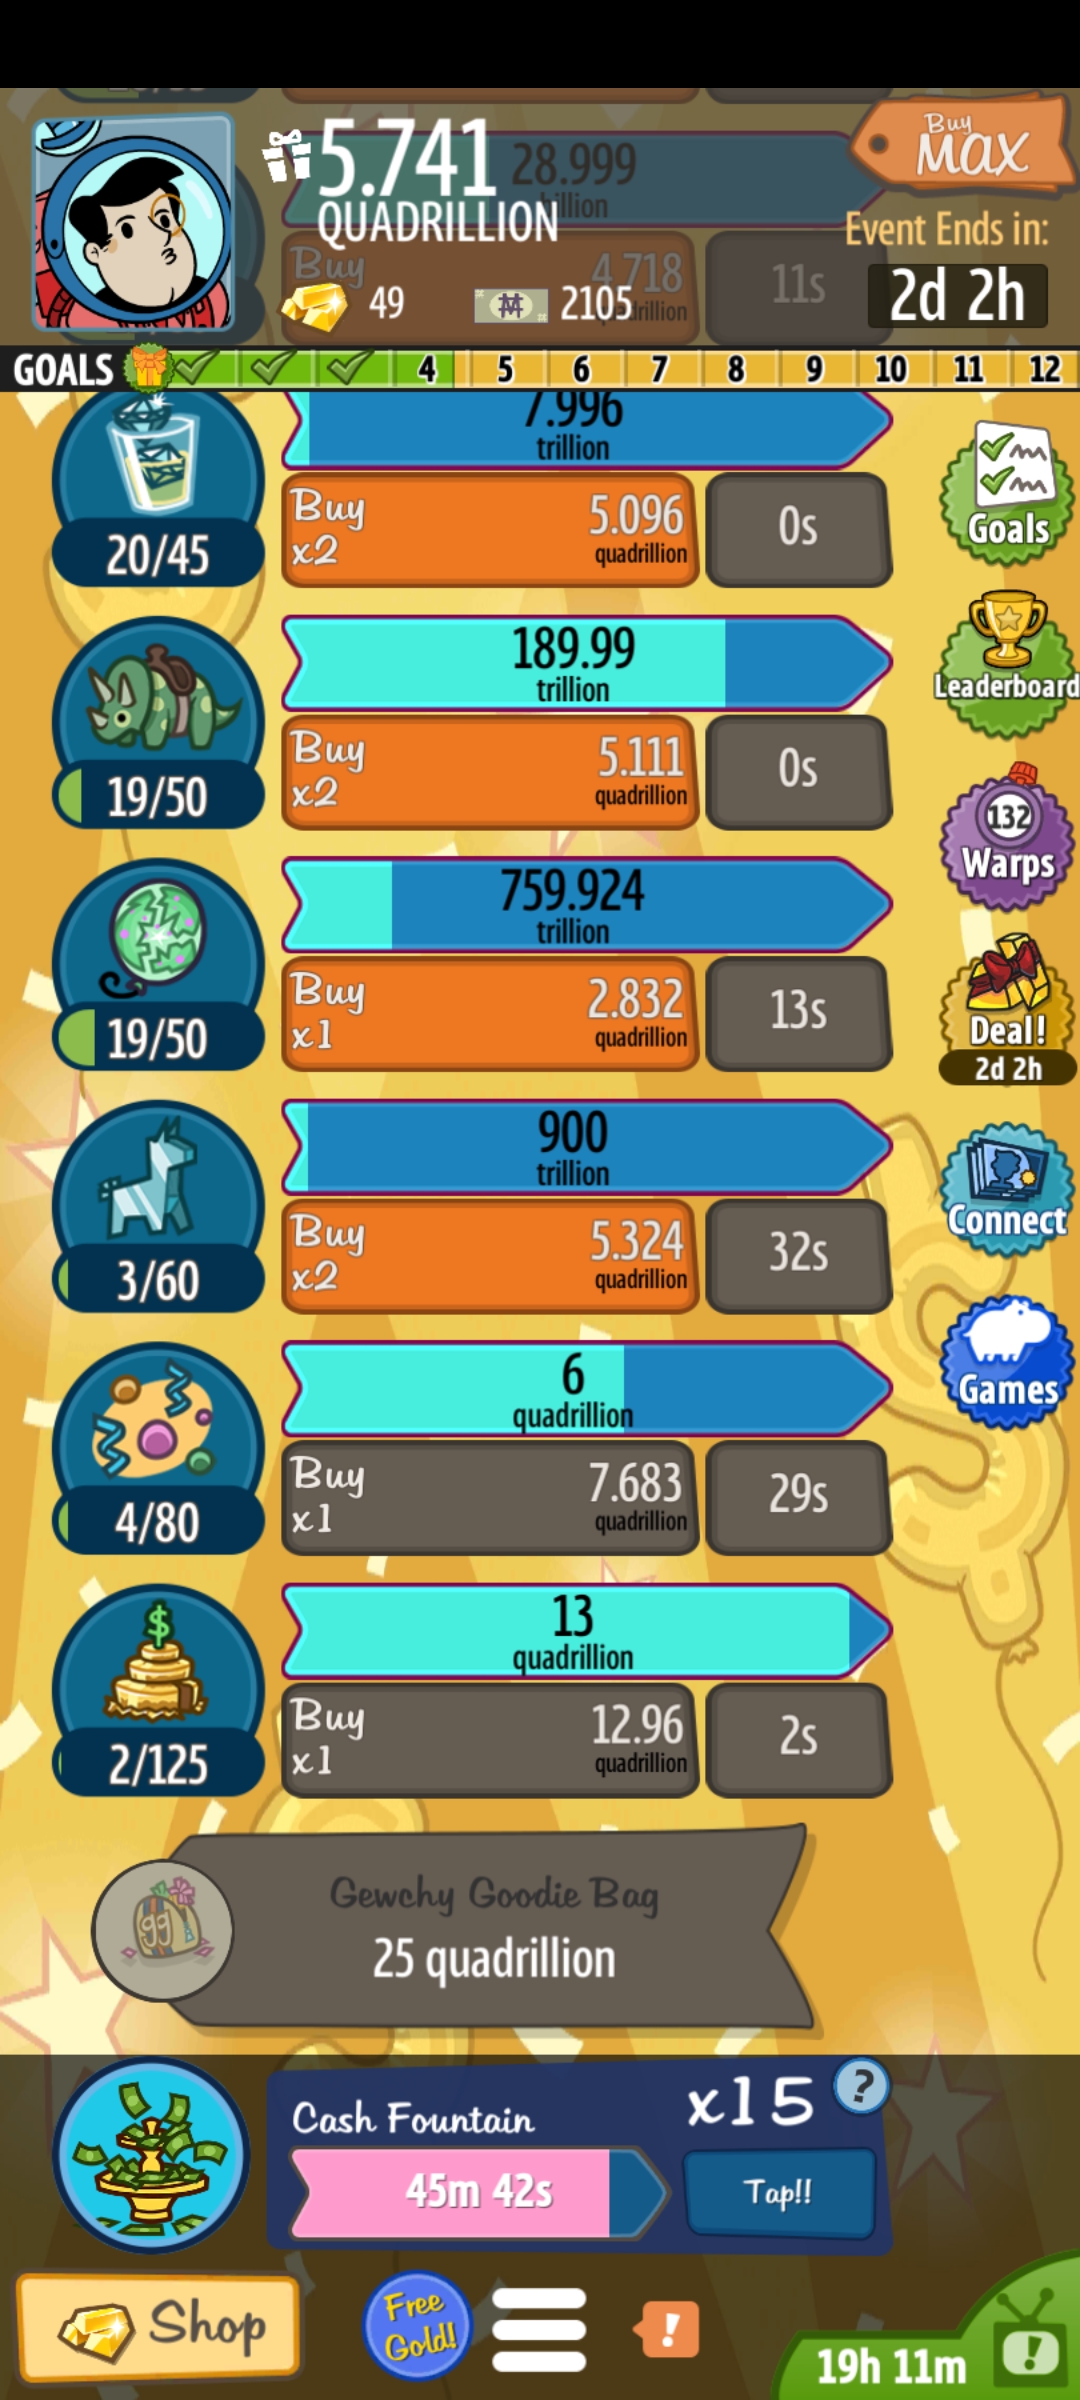 5.741
QUADRILLION
28.999
Buy
MAX
Event Ends in:
2d 2h
Buy
4.718
11s
49
2105
GOALS
4
5
6
7
8
9
10
11
12
7.996
trillion
20/45
Buy
x2
5.096
quadrillion
0s
Goals
189.99
trillion
19/50
Buy
x2
5.111
quadrillion
0s
Leaderboard
132
Warps
759.924
trillion
19/50
Buy
x1
2.832
quadrillion
13s
Deal!
2d 2h
900
trillion
3/60
Buy
x2
5.324
quadrillion
32s
Connect
6
quadrillion
4/80
Buy
x1
7.683
quadrillion
29s
Games
$
13
quadrillion
2/125
Buy
x1
12.96
quadrillion
2s
gg
Gewchy Goodie Bag
25 quadrillion
Cash Fountain
x15
?
45m 42s
Tap!!
Shop
Free
Gold!
!
19h 11m
!